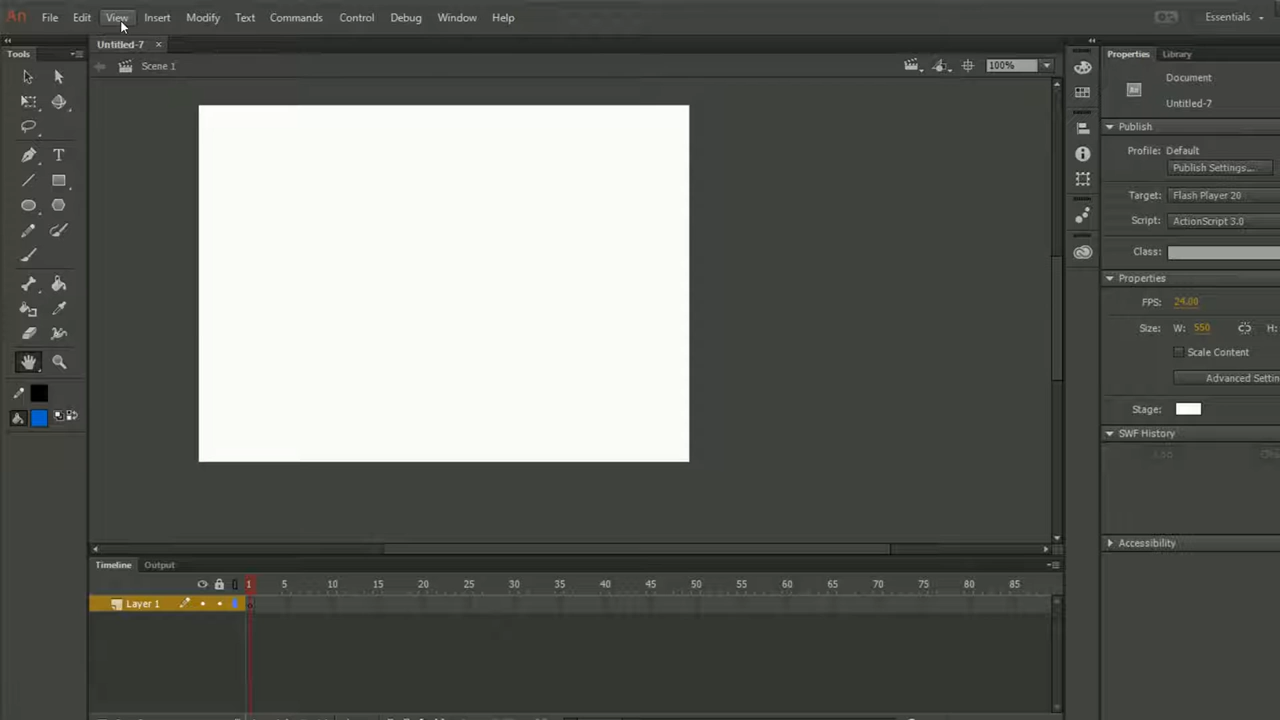 An File Edit View Insert Modify Text Commands Control Debug Window Help Essentials
Untitled-7 ×
Scene 1 100%
Tools
T
Properties Library
Document
Untitled-7
Publish
Profile: Default
Publish Settings...
Target: Flash Player 20
Script: ActionScript 3.0
Class:
Properties
FPS: 24.00
Size: W: 550 H:
Scale Content
Advanced Settin
Stage:
SWF History
Accessibility
Timeline Output
1 5 10 15 20 25 30 35 40 45 50 55 60 65 70 75 80 85
Layer 1